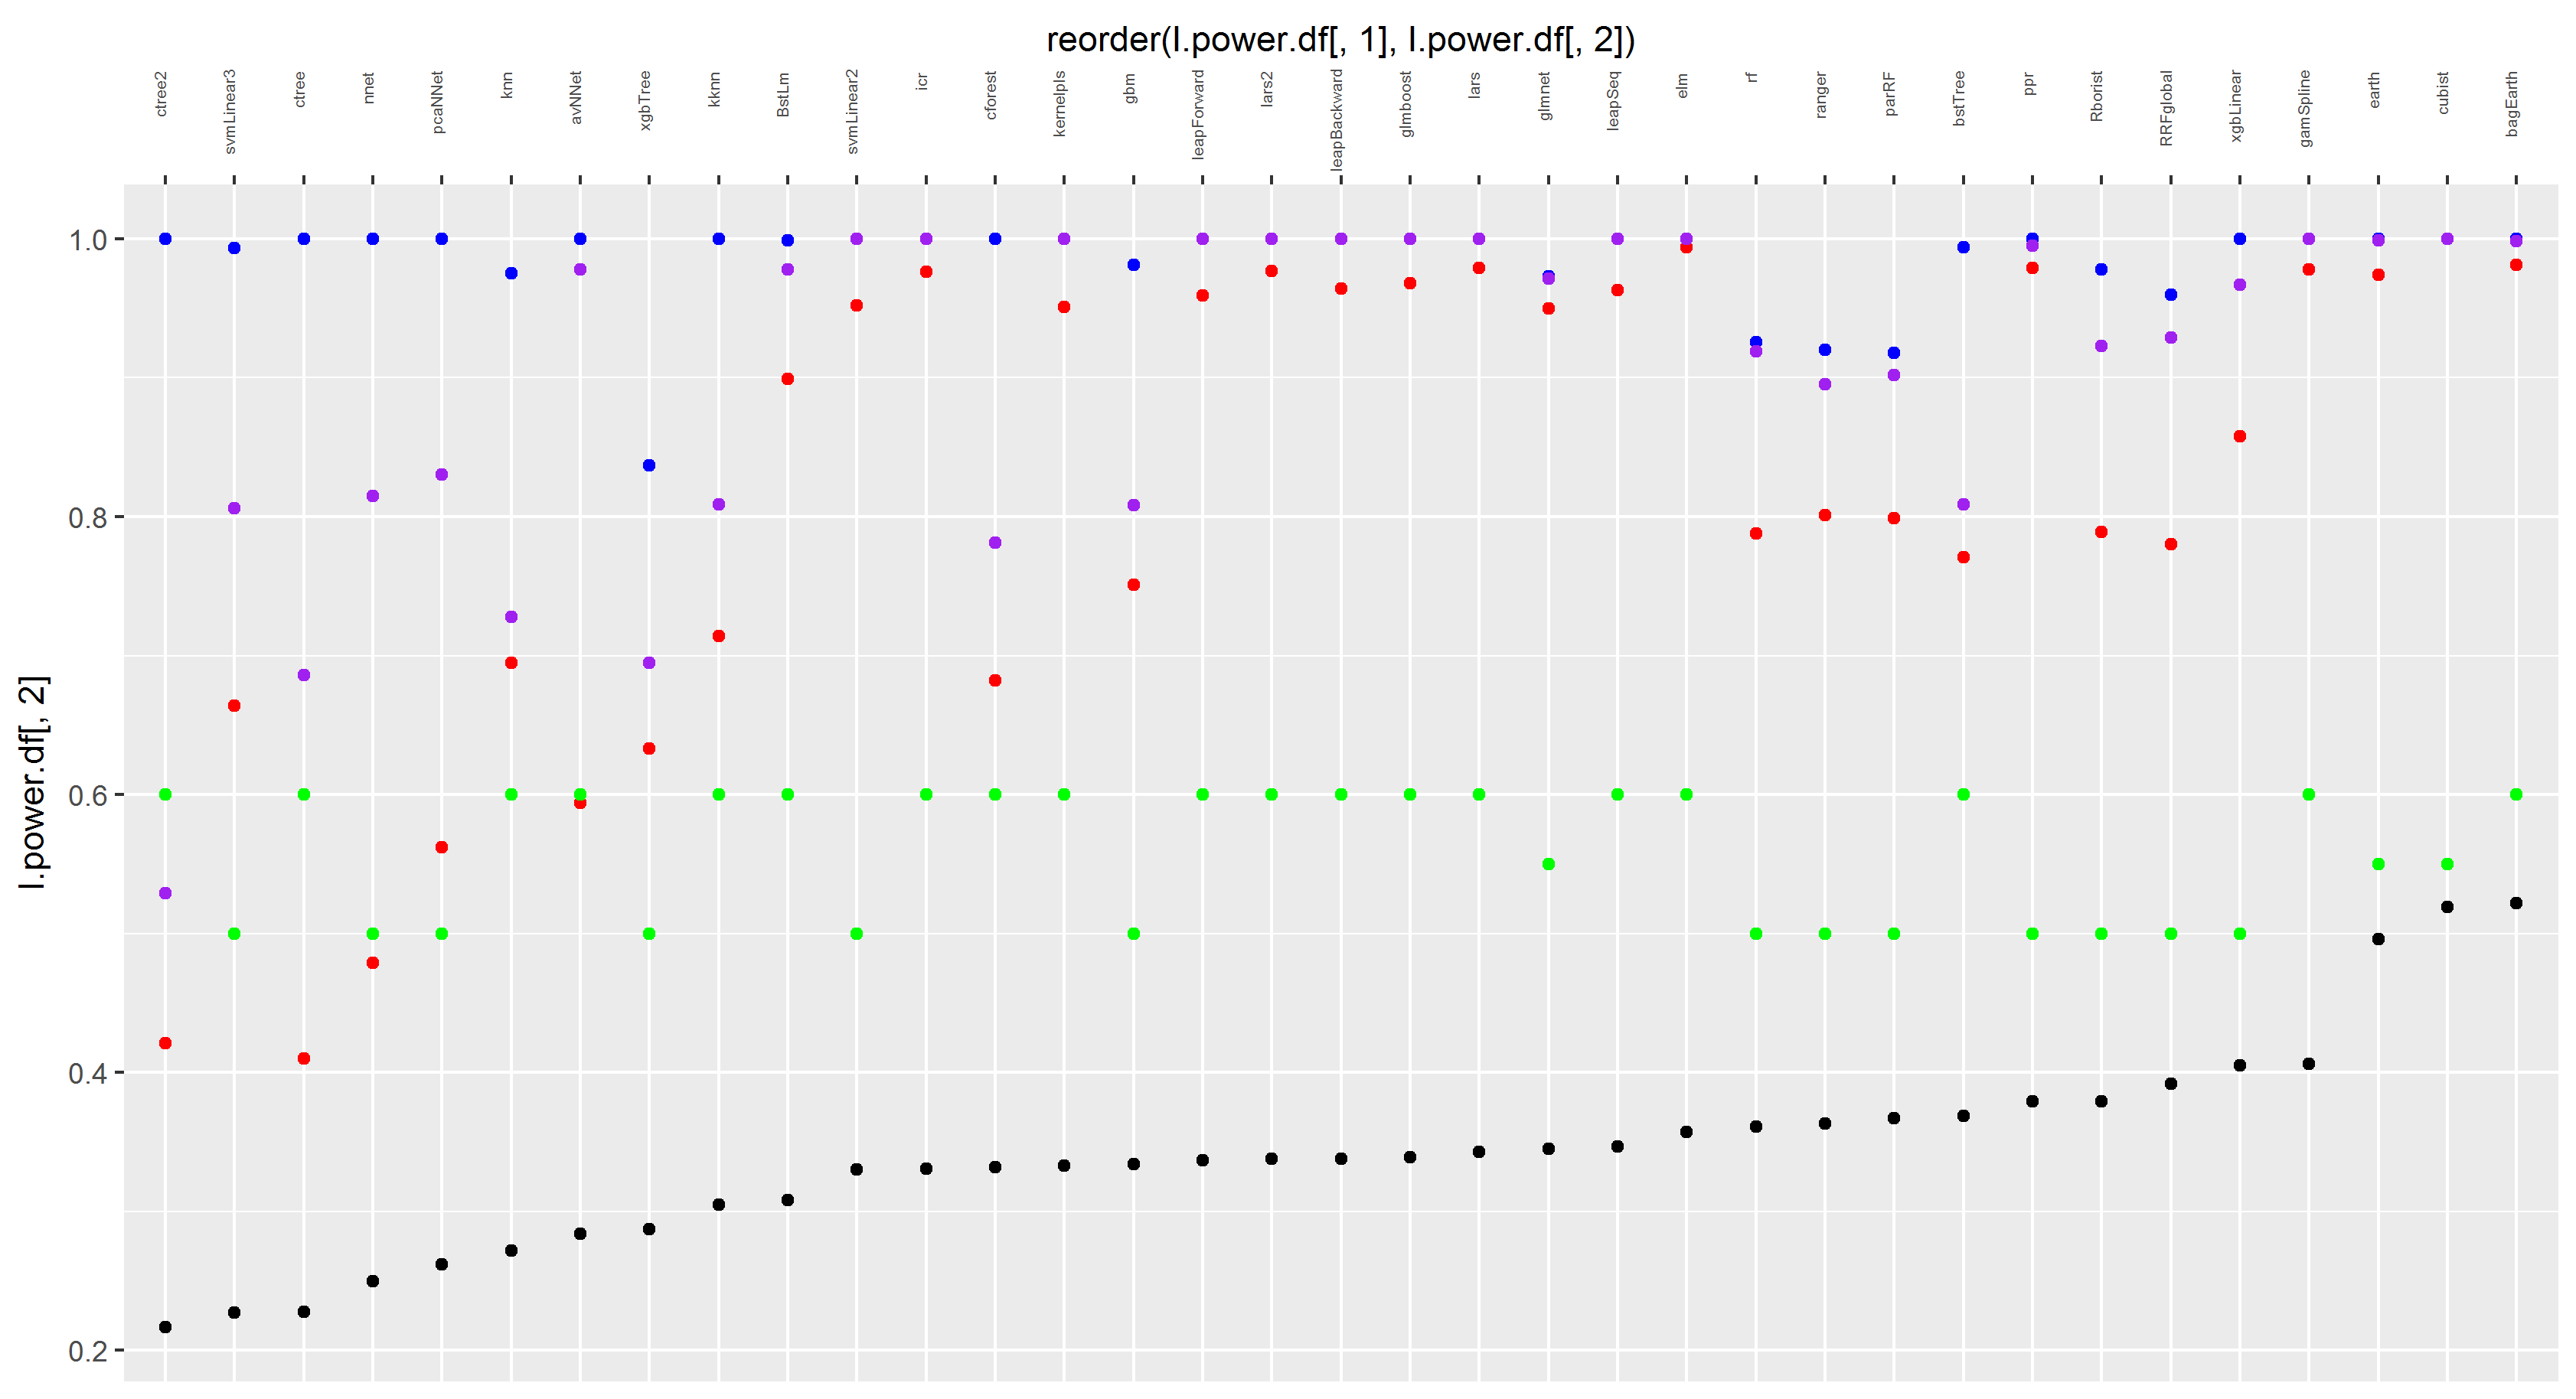 reorder(I.power.df[, 1], I.power.df[, 2])
ctree2
svmLinear3
ctree
nnet
pcaNNet
knn
avNNet
xgbTree
kknn
BstLm
svmLinear2
icr
cforest
kernelpls
gbm
leapForward
lars2
leapBackward
glmboost
lars
glmnet
leapSeq
elm
rf
ranger
parRF
bstTree
ppr
Rborist
RRFglobal
xgbLinear
gamSpline
earth
cubist
bagEarth
I.power.df[, 2]
1.0
0.8
0.6
0.4
0.2